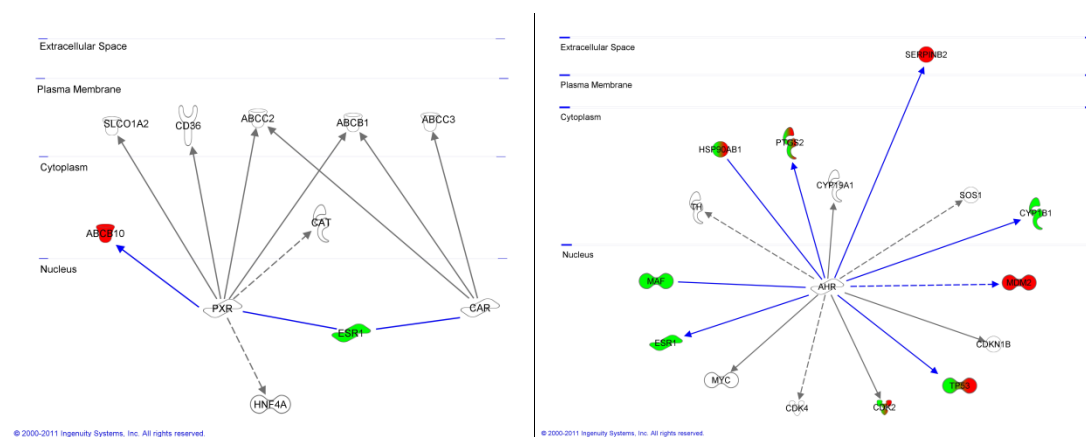 Extracellular Space
Plasma Membrane
SLCO1A2
CD36
ABCC2
ABCB1
ABCC3
Cytoplasm
CAT
ABCB10
Nucleus
PXR
CAR
ESR1
HNF4A
© 2000-2011 Ingenuity Systems, Inc. All rights reserved.
Extracellular Space
SERPINB2
Plasma Membrane
Cytoplasm
PTGS2
HSP90AB1
CYP19A1
SOS1
TH
CYP1B1
Nucleus
MAF
AHR
MDM2
ESR1
CDKN1B
MYC
TP53
CDK4
CDK2
© 2000-2011 Ingenuity Systems, Inc. All rights reserved.